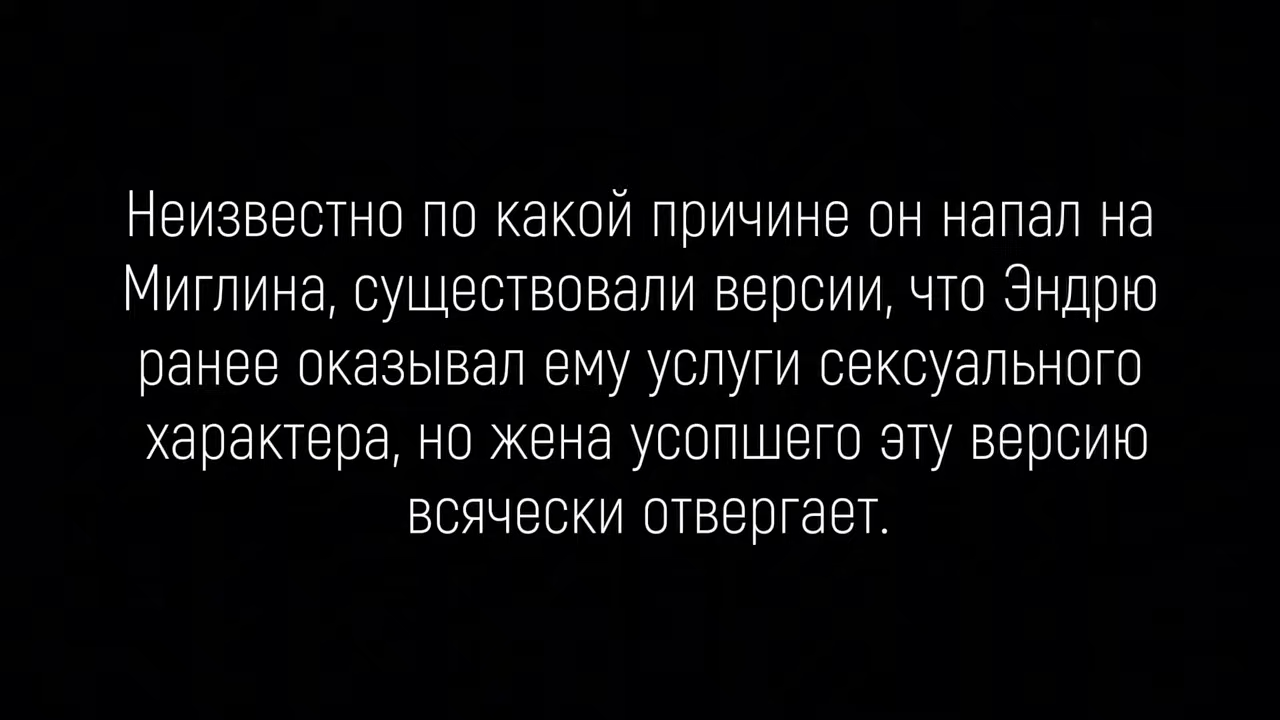 Неизвестно по какой причине он напал на
Миглина, существовали версии, что Эндрю
ранее оказывал ему услуги сексуального
характера, но жена усопшего эту версию
всячески отвергает.